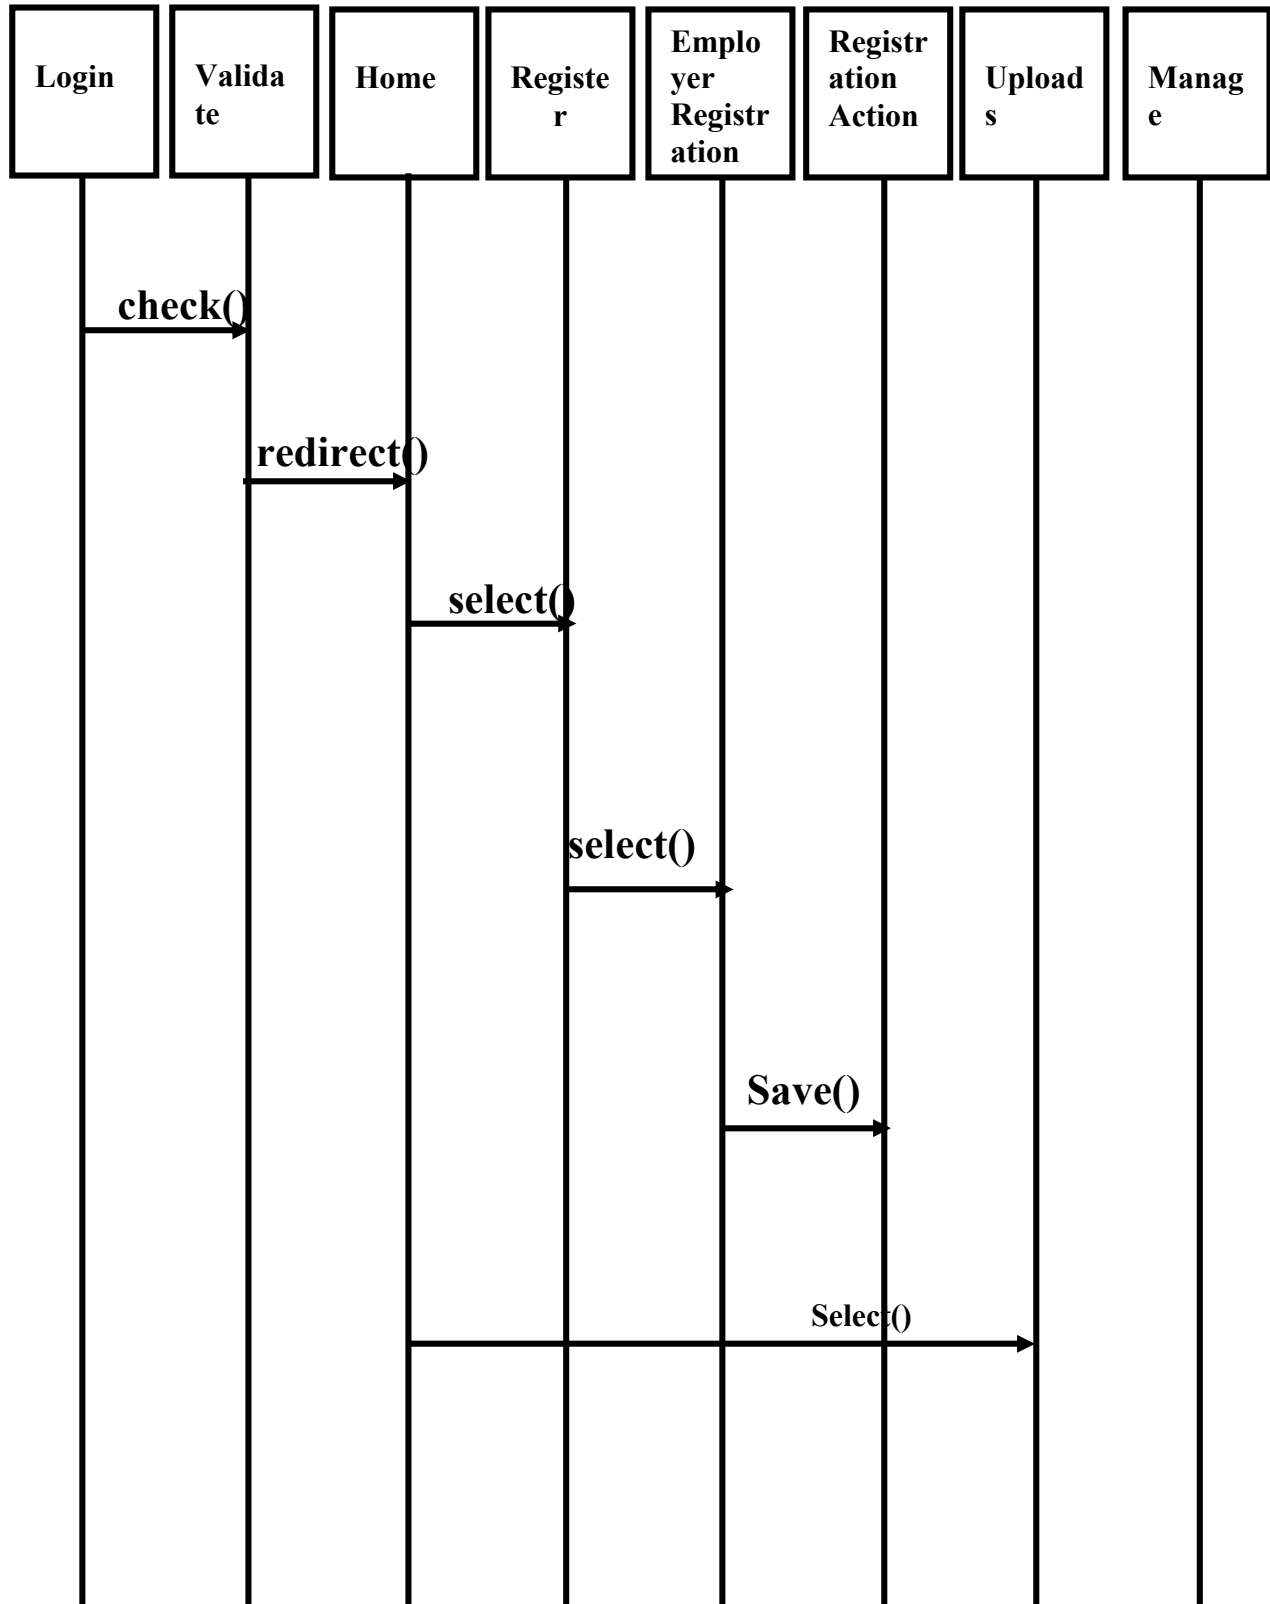 Login
Valida
te
Home
Registe
r
Emplo
yer
Registr
ation
Registr
ation
Action
Upload
s
Manag
e
check()
redirect()
select()
select()
Save()
Select()